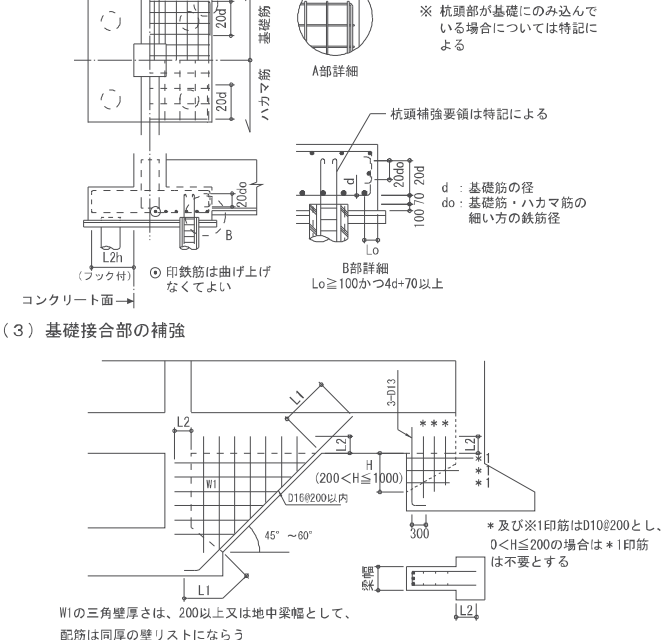 20d
基礎筋
ハカマ筋
20d
A部詳細
※ 杭頭部が基礎にのみ込んで
いる場合については特記に
よる
杭頭補強要領は特記による
20do
B
L2h
(フック付)
◉ 印鉄筋は曲げ上げ
なくてよい
コンクリート面
d
20do
20d
70
100
Lo
B部詳細
Lo≧100かつ4d+70以上
d : 基礎筋の径
do: 基礎筋・ハカマ筋の
細い方の鉄筋径
(3) 基礎接合部の補強
L2
L1
L2
W1
D16@200以内
45° ~60°
L1
H
(200<H≦1000)
3-D13
* * *
L2
* 1
*
* 1
300
* 及び※1印筋はD10@200とし、
0<H≦200の場合は*1印筋
は不要とする
梁幅
L2
W1の三角壁厚さは、200以上又は地中梁幅として、
配筋は同厚の壁リストにならう